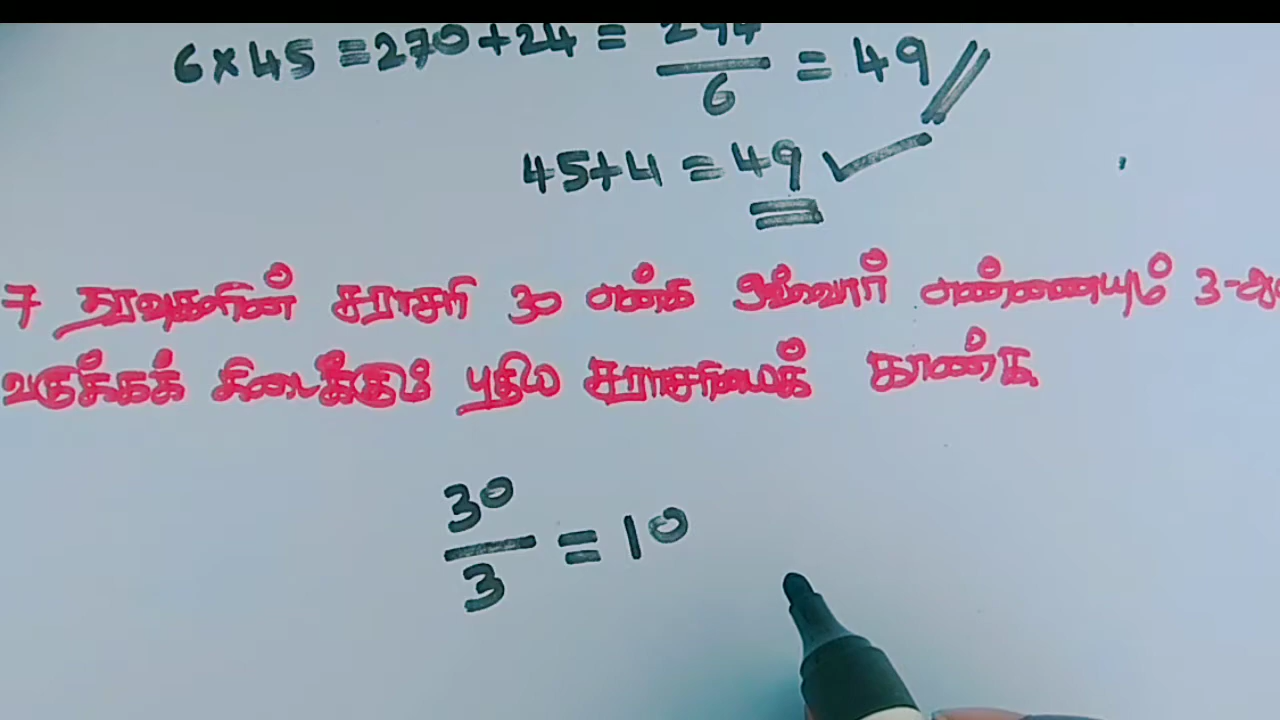 6×45 =270+24 = 294/6 = 49
45+4 = 49
7 தரவுகளின் சராசரி 30 எனக ஒவ்வோர் எண்ணையும் 3-ஆல்
வகுக்கக் கிடைக்கும் புதிய சராசரியைக் காண்க
30/3 = 10